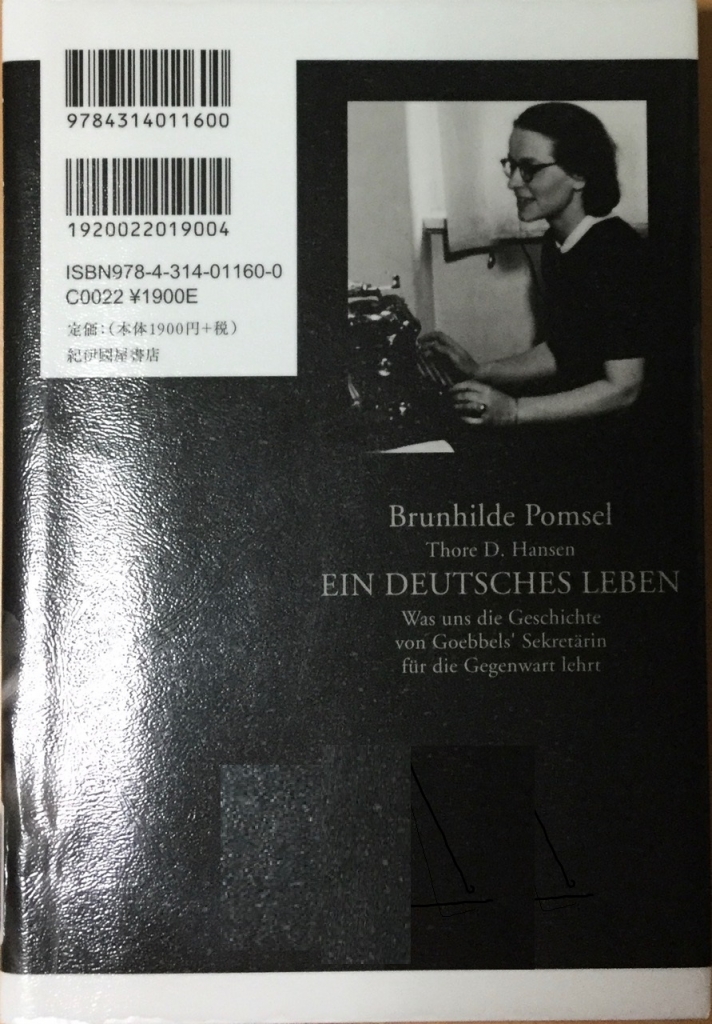 9784314011600
1920022019004
ISBN978-4-314-01160-0
C0022 ¥1900E
定価:(本体1900円+税)
紀伊國屋書店
Brunhilde Pomsel
Thore D. Hansen
EIN DEUTSCHES LEBEN
Was uns die Geschichte
von Goebbels' Sekretärin
für die Gegenwart lehrt